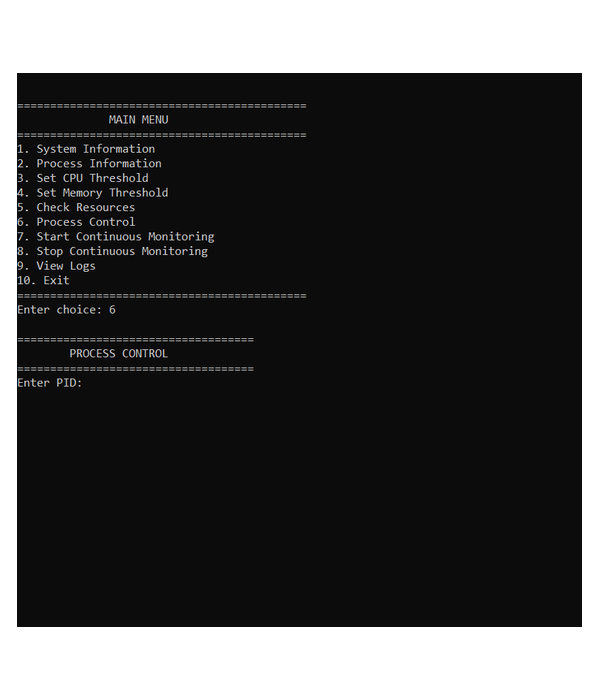 ============================================
MAIN MENU
============================================
1. System Information
2. Process Information
3. Set CPU Threshold
4. Set Memory Threshold
5. Check Resources
6. Process Control
7. Start Continuous Monitoring
8. Stop Continuous Monitoring
9. View Logs
10. Exit
============================================
Enter choice: 6
====================================
PROCESS CONTROL
====================================
Enter PID: